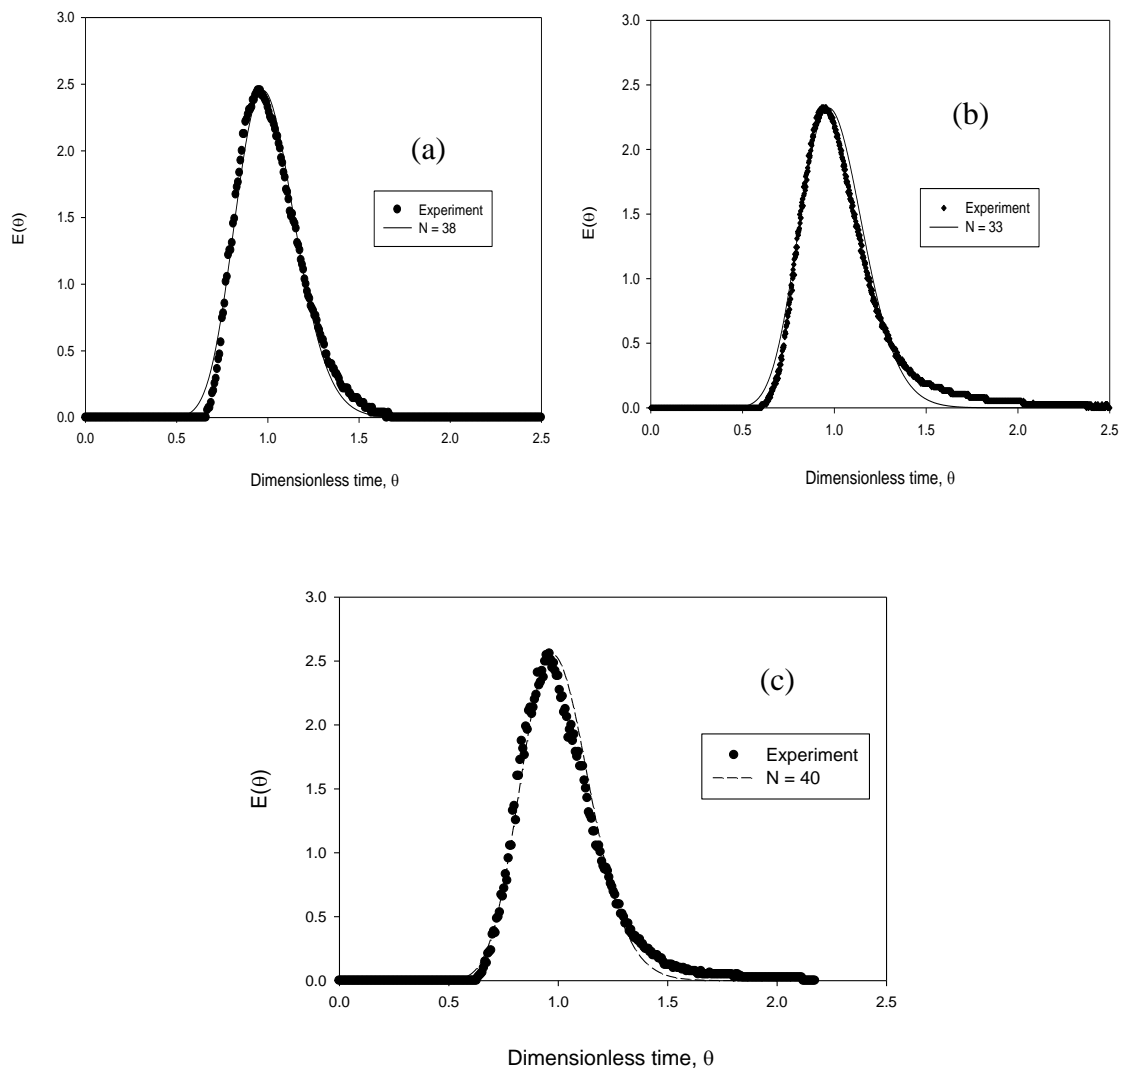 3.0
2.5
2.0
1.5
1.0
0.5
0.0
E(θ)
(a)
Experiment
N = 38
0.0 0.5 1.0 1.5 2.0 2.5
Dimensionless time, θ
3.0
2.5
2.0
1.5
1.0
0.5
0.0
E(θ)
(b)
Experiment
N = 33
0.0 0.5 1.0 1.5 2.0 2.5
Dimensionless time, θ
3.0
2.5
2.0
1.5
1.0
0.5
0.0
E(θ)
(c)
Experiment
N = 40
0.0 0.5 1.0 1.5 2.0 2.5
Dimensionless time, θ